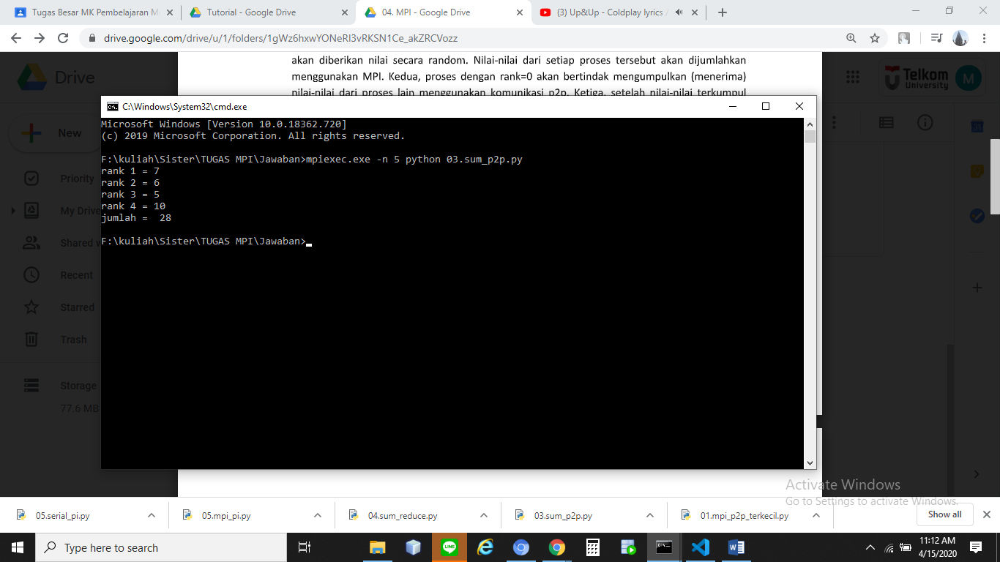 Tugas Besar MK Pembelajaran M
Tutorial - Google Drive
04. MPI - Google Drive
(3) Up&Up - Coldplay lyrics /
drive.google.com/drive/u/1/folders/1gWz6hxwYONeRI3vRKSN1Ce_akZRCVozz
akan diberikan nilai secara random. Nilai-nilai dari setiap proses tersebut akan dijumlahkan
menggunakan MPI. Kedua, proses dengan rank=0 akan bertindak mengumpulkan (menerima)
nilai-nilai dari proses lain menggunakan komunikasi p2p. Ketiga, setelah nilai-nilai terkumpul
Drive
Telkom
University
M
New
Priority
My Drive
Shared w
Recent
Starred
Trash
Storage
77.6 MB
C:\Windows\System32\cmd.exe
Microsoft Windows [Version 10.0.18362.720]
(c) 2019 Microsoft Corporation. All rights reserved.
F:\kuliah\Sister\TUGAS MPI\Jawaban>mpiexec.exe -n 5 python 03.sum_p2p.py
rank 1 = 7
rank 2 = 6
rank 3 = 5
rank 4 = 10
jumlah =  28
F:\kuliah\Sister\TUGAS MPI\Jawaban>
Activate Windows
Go to Settings to activate Windows.
05.serial_pi.py
05.mpi_pi.py
04.sum_reduce.py
03.sum_p2p.py
01.mpi_p2p_terkecil.py
Show all
Type here to search
LINE
11:12 AM
4/15/2020